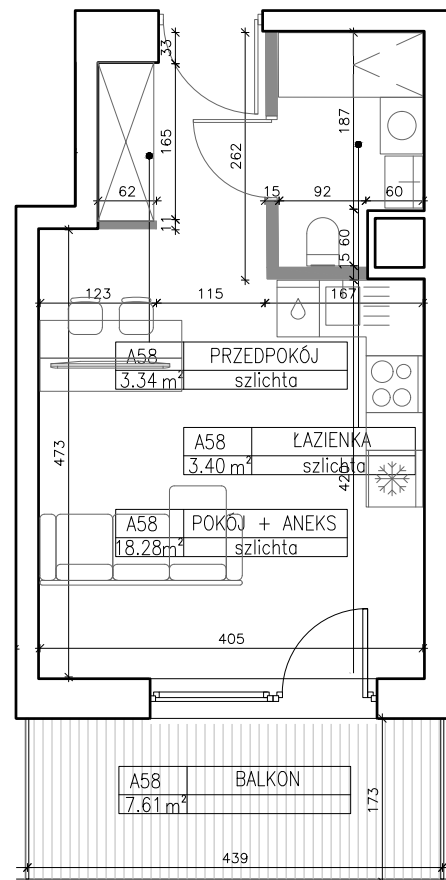 33
165
187
262
62
15 92 60
11
60
5
123 115 167
A58 PRZEDPOKÓJ
3.34 m² szlichta
A58 ŁAZIENKA
3.40 m² szlichta
473
420
A58 POKÓJ + ANEKS
18.28m² szlichta
405
A58 BALKON
7.61 m²
173
439